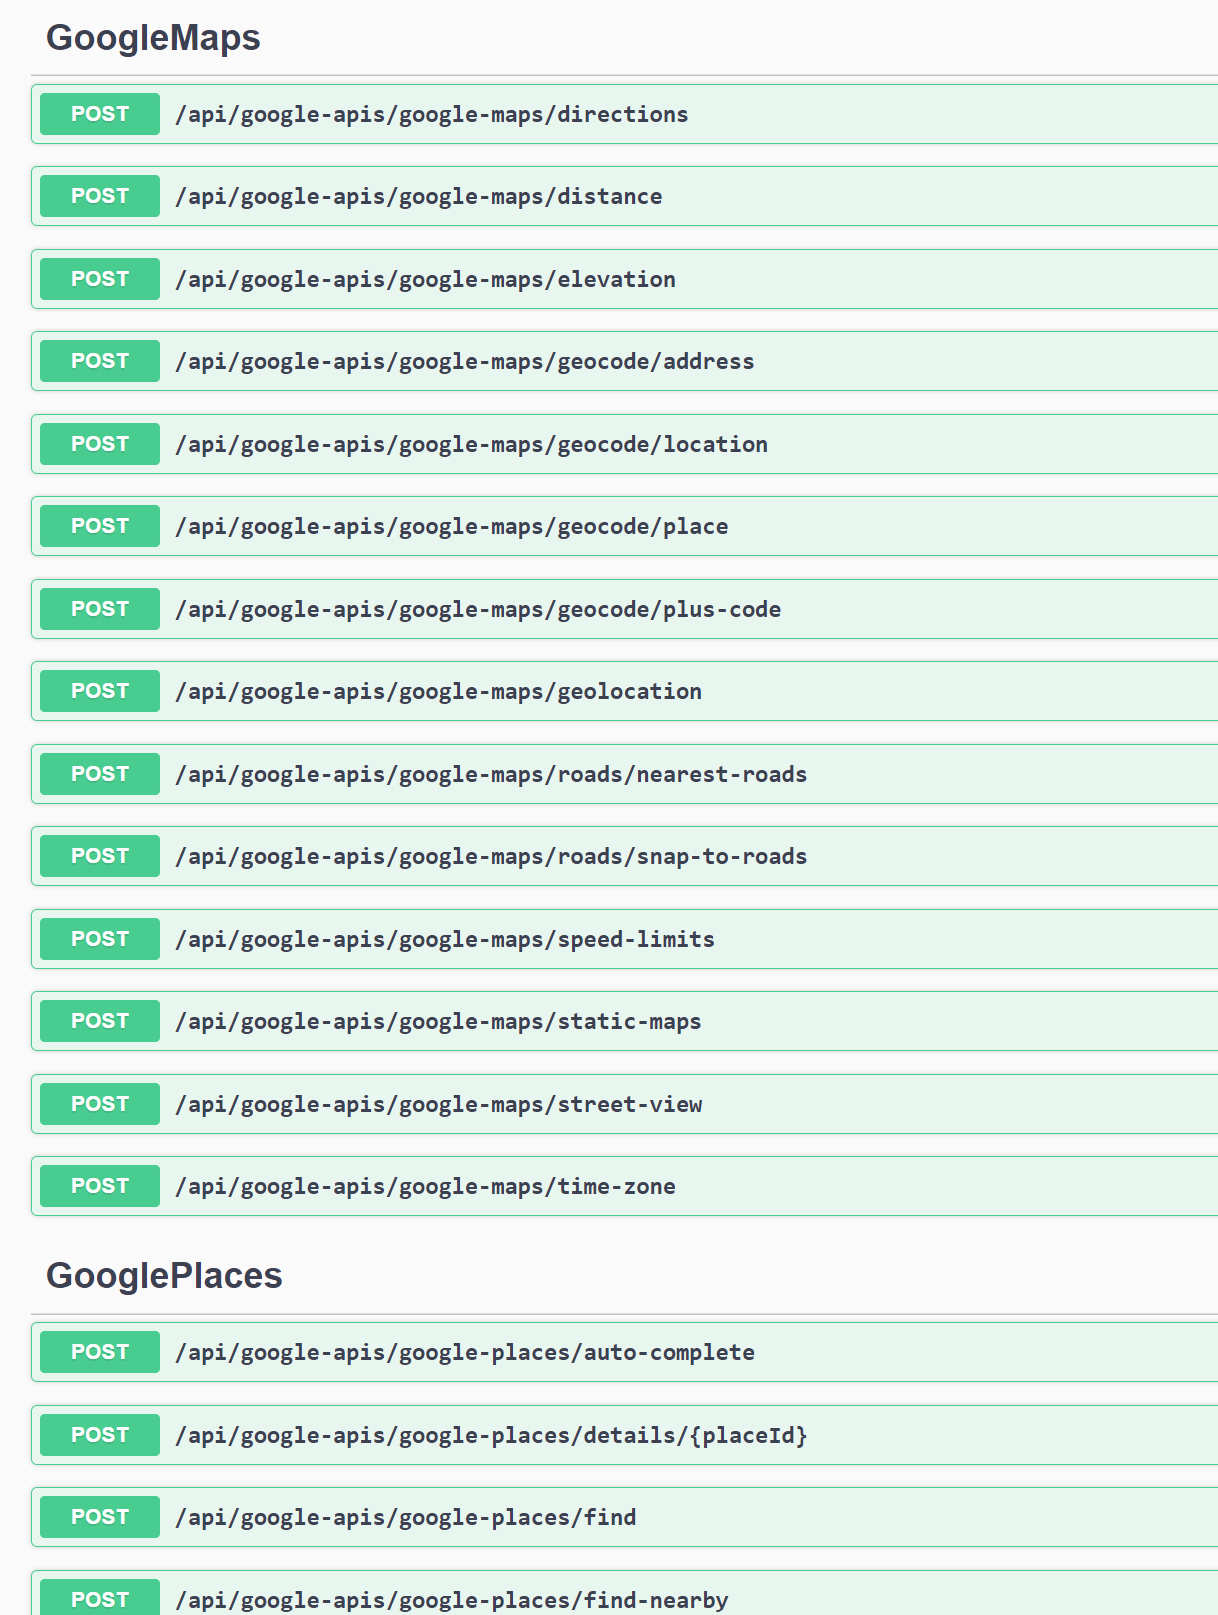 GoogleMaps
POST /api/google-apis/google-maps/directions
POST /api/google-apis/google-maps/distance
POST /api/google-apis/google-maps/elevation
POST /api/google-apis/google-maps/geocode/address
POST /api/google-apis/google-maps/geocode/location
POST /api/google-apis/google-maps/geocode/place
POST /api/google-apis/google-maps/geocode/plus-code
POST /api/google-apis/google-maps/geolocation
POST /api/google-apis/google-maps/roads/nearest-roads
POST /api/google-apis/google-maps/roads/snap-to-roads
POST /api/google-apis/google-maps/speed-limits
POST /api/google-apis/google-maps/static-maps
POST /api/google-apis/google-maps/street-view
POST /api/google-apis/google-maps/time-zone
GooglePlaces
POST /api/google-apis/google-places/auto-complete
POST /api/google-apis/google-places/details/{placeId}
POST /api/google-apis/google-places/find
POST /api/google-apis/google-places/find-nearby